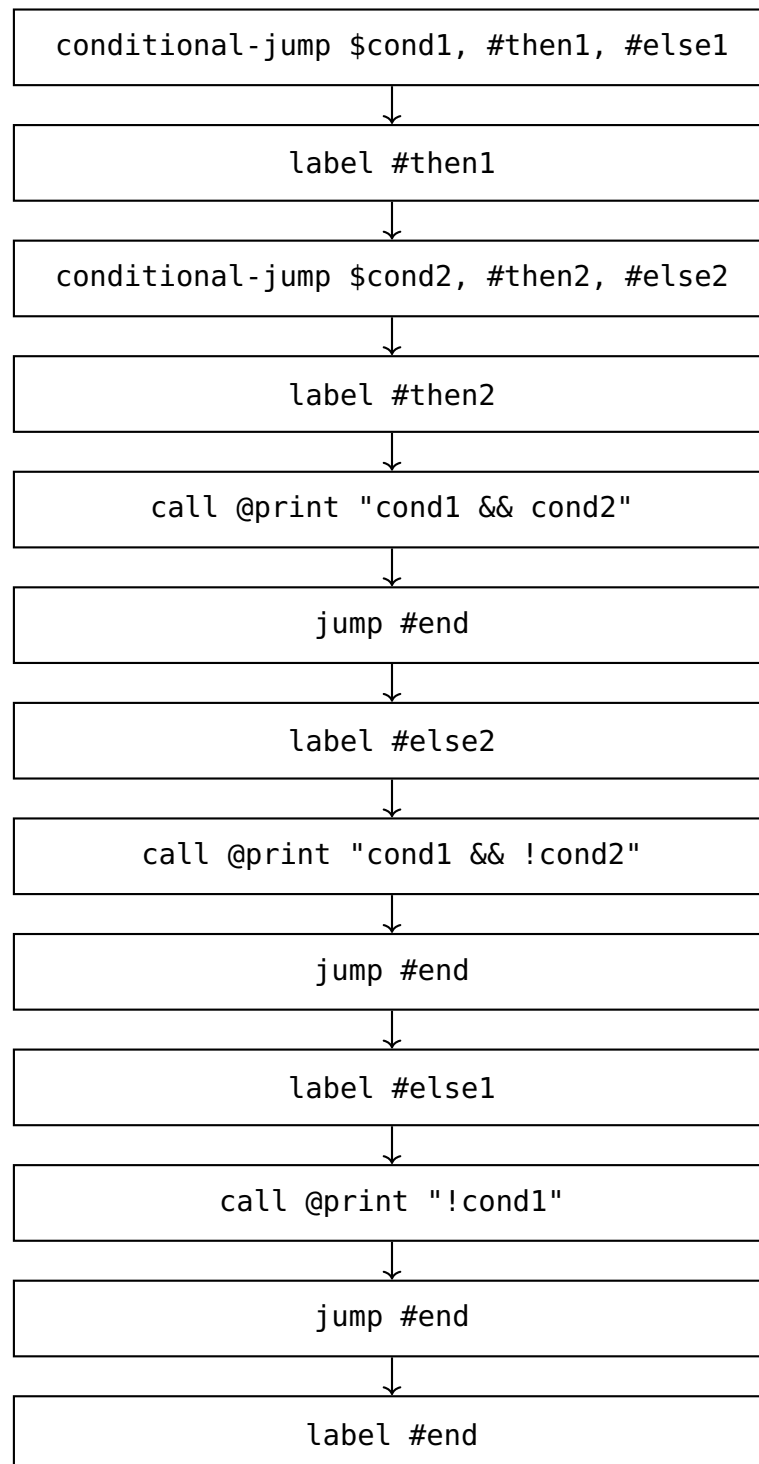 conditional-jump $cond1, #then1, #else1
label #then1
conditional-jump $cond2, #then2, #else2
label #then2
call @print "cond1 && cond2"
jump #end
label #else2
call @print "cond1 && !cond2"
jump #end
label #else1
call @print "!cond1"
jump #end
label #end